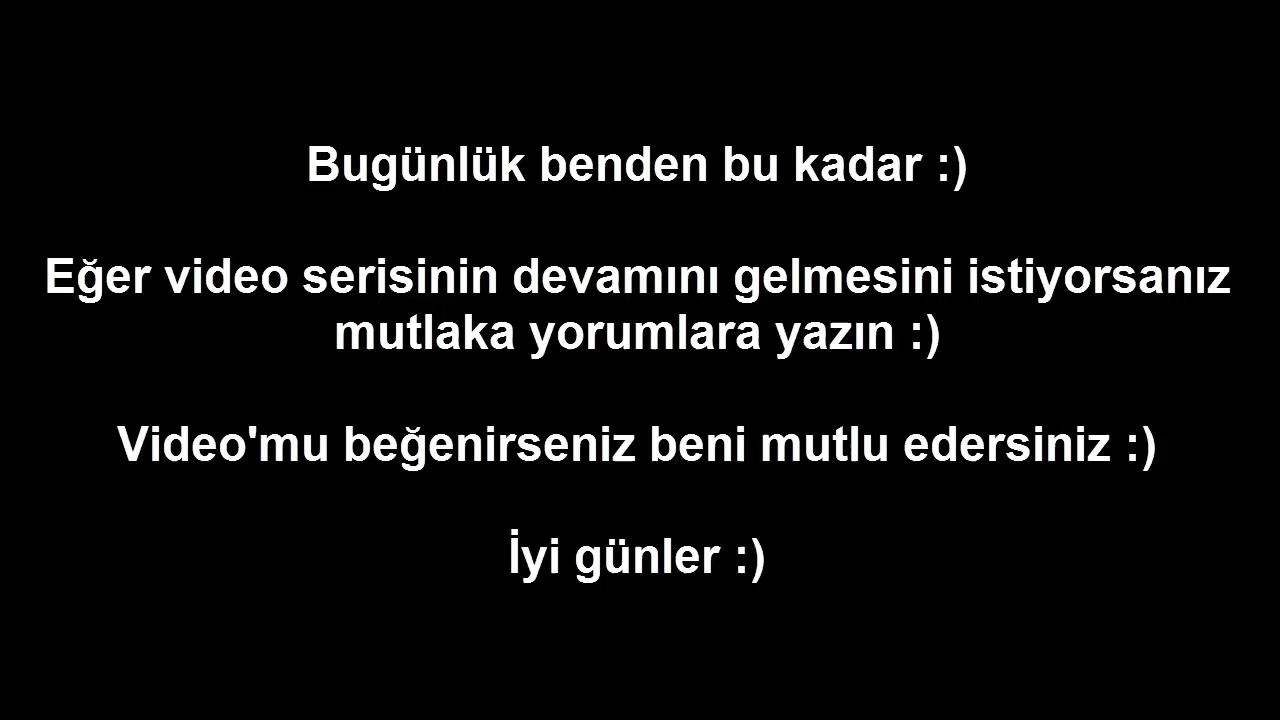 Bugünlük benden bu kadar :)
Eğer video serisinin devamını gelmesini istiyorsanız
mutlaka yorumlara yazın :)
Video'mu beğenirseniz beni mutlu edersiniz :)
İyi günler :)